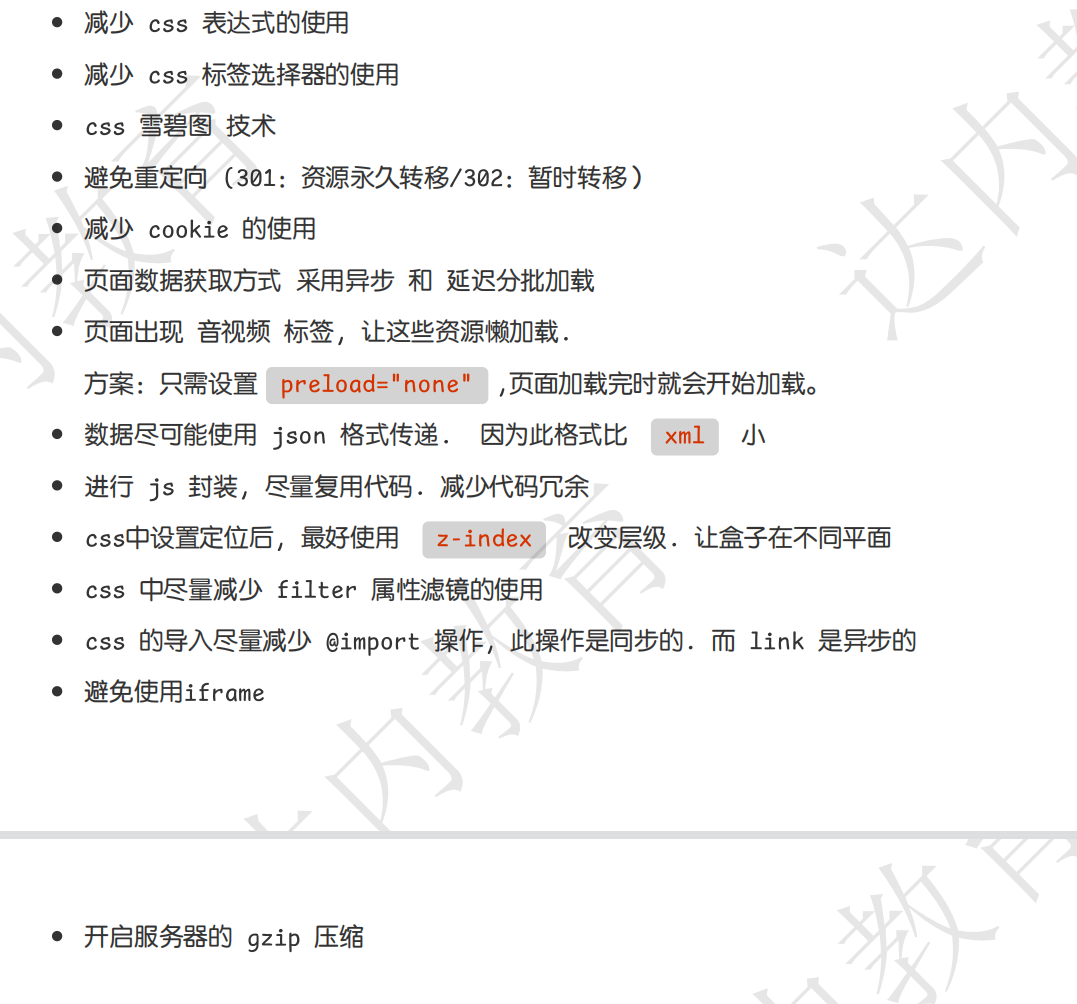 减少 css 表达式的使用
减少 css 标签选择器的使用
css 雪碧图 技术
避免重定向（301：资源永久转移/302：暂时转移）
减少 cookie 的使用
页面数据获取方式 采用异步 和 延迟分批加载
页面出现 音视频 标签，让这些资源懒加载.
方案：只需设置 preload="none" ,页面加载完时就会开始加载。
数据尽可能使用 json 格式传递. 因为此格式比 xml 小
进行 js 封装，尽量复用代码. 减少代码冗余
css中设置定位后，最好使用 z-index 改变层级. 让盒子在不同平面
css 中尽量减少 filter 属性滤镜的使用
css 的导入尽量减少 @import 操作，此操作是同步的. 而 link 是异步的
避免使用iframe
开启服务器的 gzip 压缩
达内教育